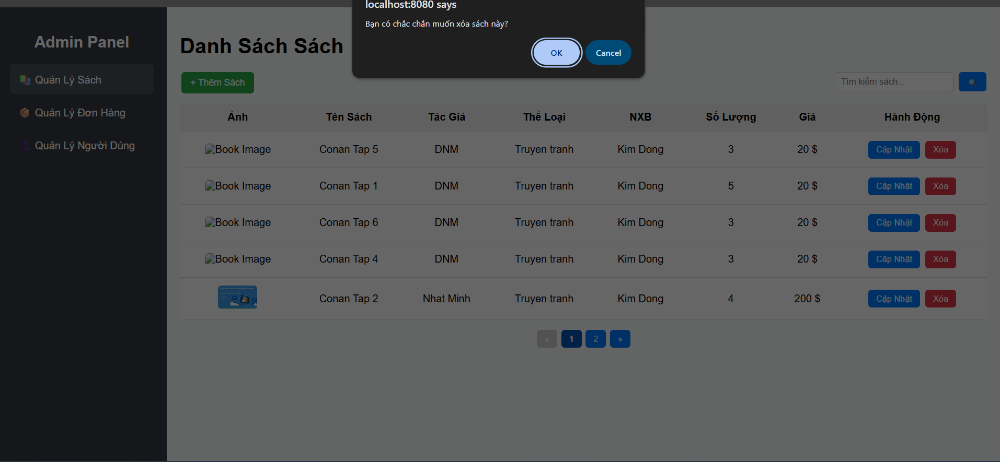 localhost:8080 says
Bạn có chắc chắn muốn xóa sách này?
OK
Cancel
Admin Panel
Quản Lý Sách
Quản Lý Đơn Hàng
Quản Lý Người Dùng
Danh Sách Sách
+ Thêm Sách
Tìm kiếm sách...
Ảnh Tên Sách Tác Giả Thể Loại NXB Số Lượng Giá Hành Động
Book Image Conan Tap 5 DNM Truyen tranh Kim Dong 3 20 $ Cập Nhật Xóa
Book Image Conan Tap 1 DNM Truyen tranh Kim Dong 5 20 $ Cập Nhật Xóa
Book Image Conan Tap 6 DNM Truyen tranh Kim Dong 3 20 $ Cập Nhật Xóa
Book Image Conan Tap 4 DNM Truyen tranh Kim Dong 3 20 $ Cập Nhật Xóa
Conan Tap 2 Nhat Minh Truyen tranh Kim Dong 4 200 $ Cập Nhật Xóa
« 1 2 »